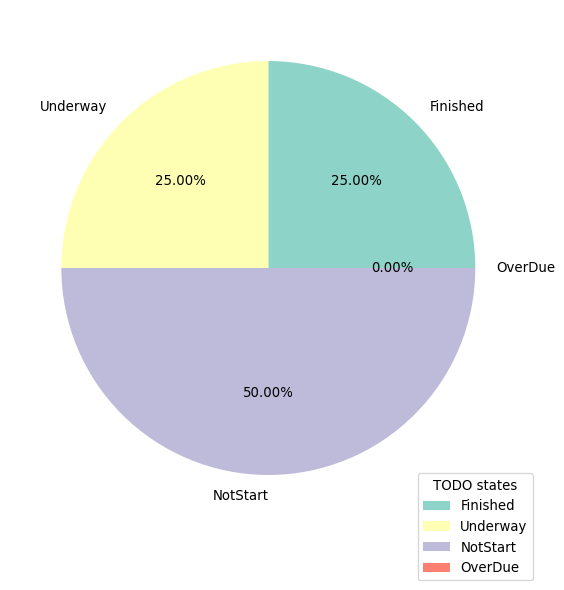 Underway
Finished
25.00%
25.00%
0.00%
OverDue
50.00%
NotStart
TODO states
Finished
Underway
NotStart
OverDue